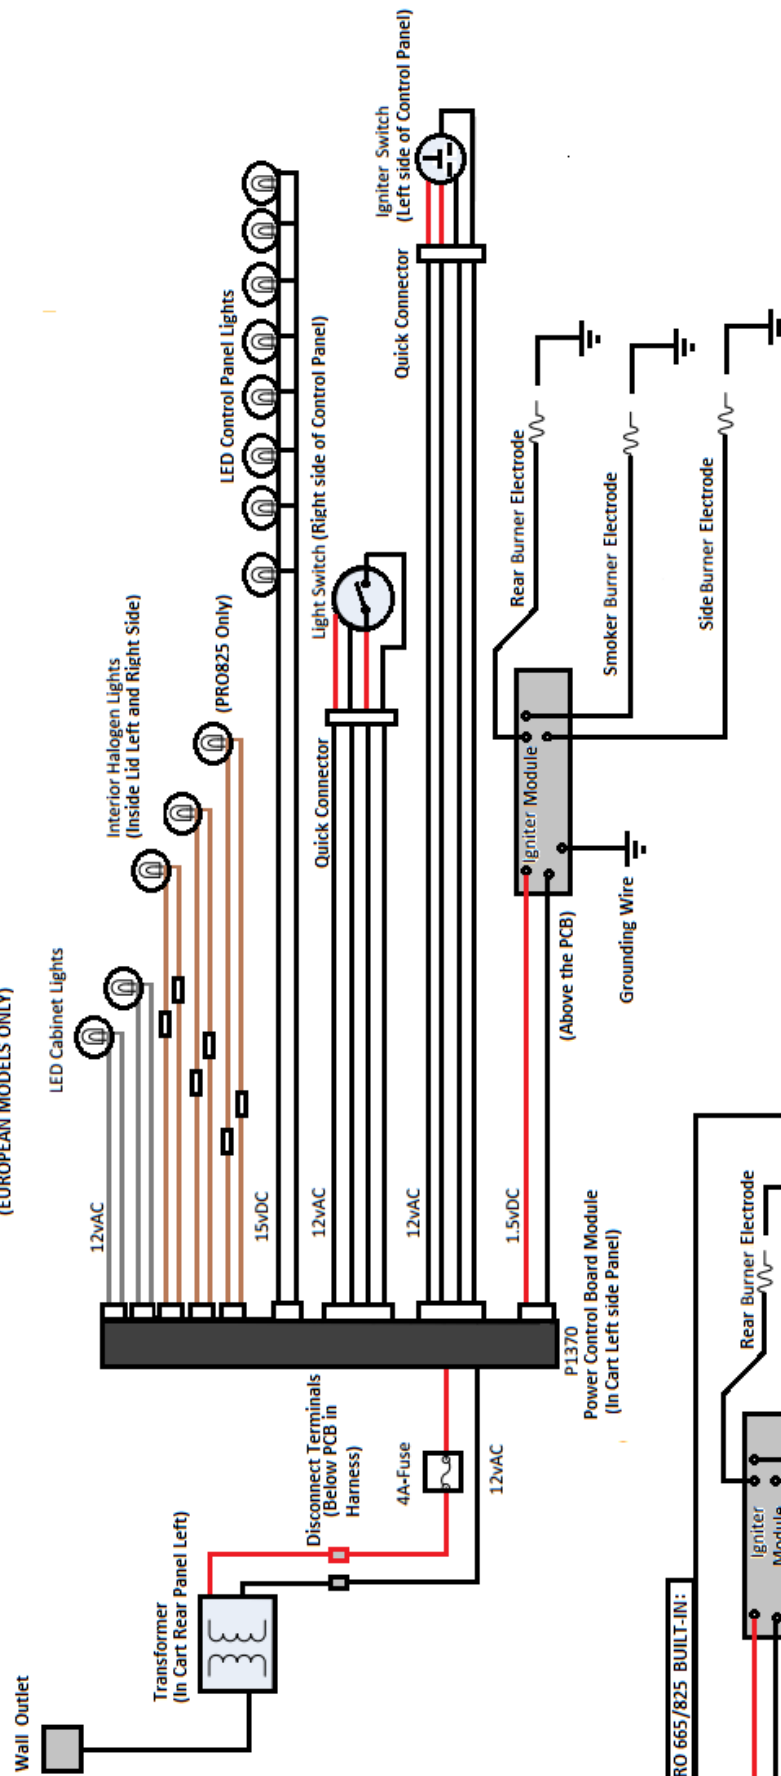 (EUROPEAN MODELS ONLY)
Wall Outlet
Transformer
(In Cart Rear Panel Left)
Disconnect Terminals
(Below PCB in
Harness)
4A-Fuse
12vAC
P1370
Power Control Board Module
(In Cart Left side Panel)
12vAC
LED Cabinet Lights
Interior Halogen Lights
(Inside Lid Left and Right Side)
(PRO825 Only)
15vDC
LED Control Panel Lights
12vAC
Quick Connector
Light Switch (Right side of Control Panel)
12vAC
Quick Connector
Igniter Switch
(Left side of Control Panel)
1.5vDC
(Above the PCB)
Igniter Module
Grounding Wire
Rear Burner Electrode
Smoker Burner Electrode
Side Burner Electrode
RO 665/825 BUILT-IN:
Igniter
Module
Rear Burner Electrode